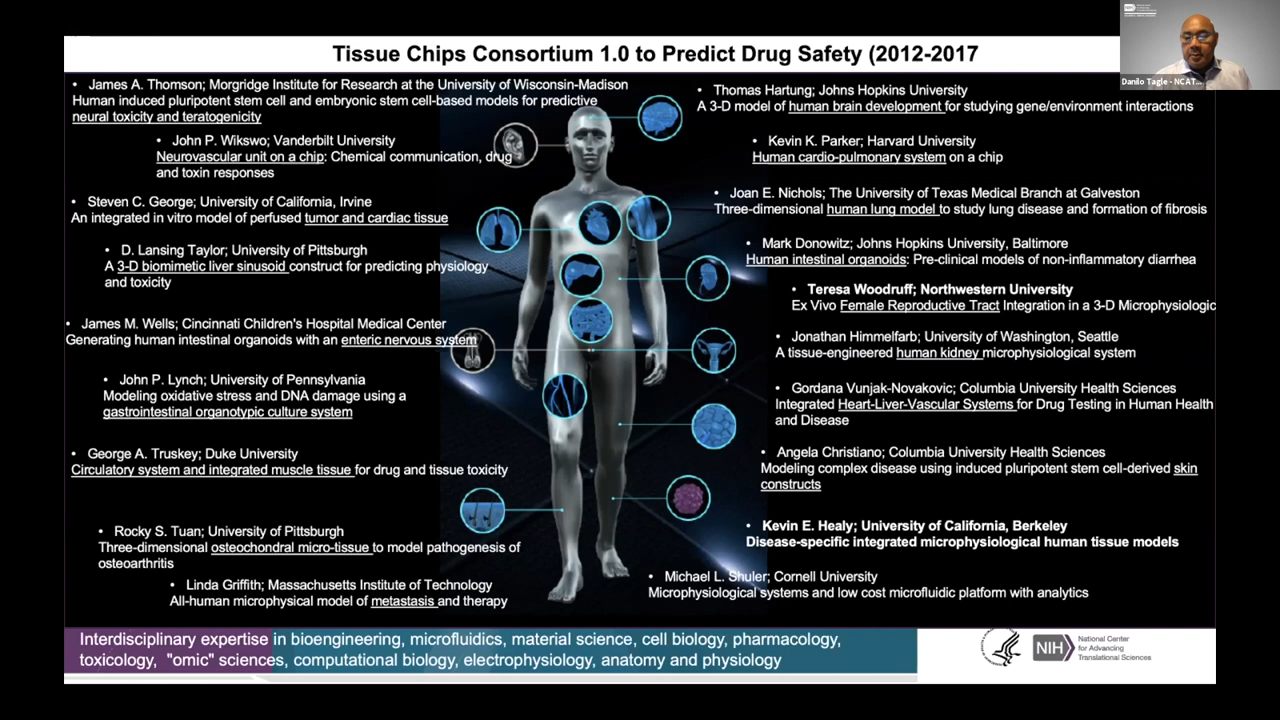 Tissue Chips Consortium 1.0 to Predict Drug Safety (2012-2017
NIH
Danilo Tagle - NCAT...
• James A. Thomson; Morgridge Institute for Research at the University of Wisconsin-Madison
Human induced pluripotent stem cell and embryonic stem cell-based models for predictive
neural toxicity and teratogenicity
• John P. Wikswo; Vanderbilt University
Neurovascular unit on a chip: Chemical communication, drug
and toxin responses
• Steven C. George; University of California, Irvine
An integrated in vitro model of perfused tumor and cardiac tissue
• D. Lansing Taylor; University of Pittsburgh
A 3-D biomimetic liver sinusoid construct for predicting physiology
and toxicity
• James M. Wells; Cincinnati Children's Hospital Medical Center
Generating human intestinal organoids with an enteric nervous system
• John P. Lynch; University of Pennsylvania
Modeling oxidative stress and DNA damage using a
gastrointestinal organotypic culture system
• George A. Truskey; Duke University
Circulatory system and integrated muscle tissue for drug and tissue toxicity
• Rocky S. Tuan; University of Pittsburgh
Three-dimensional osteochondral micro-tissue to model pathogenesis of
osteoarthritis
• Linda Griffith; Massachusetts Institute of Technology
All-human microphysical model of metastasis and therapy
• Thomas Hartung; Johns Hopkins University
A 3-D model of human brain development for studying gene/environment interactions
• Kevin K. Parker; Harvard University
Human cardio-pulmonary system on a chip
• Joan E. Nichols; The University of Texas Medical Branch at Galveston
Three-dimensional human lung model to study lung disease and formation of fibrosis
• Mark Donowitz; Johns Hopkins University, Baltimore
Human intestinal organoids: Pre-clinical models of non-inflammatory diarrhea
• Teresa Woodruff; Northwestern University
Ex Vivo Female Reproductive Tract Integration in a 3-D Microphysiologic
• Jonathan Himmelfarb; University of Washington, Seattle
A tissue-engineered human kidney microphysiological system
• Gordana Vunjak-Novakovic; Columbia University Health Sciences
Integrated Heart-Liver-Vascular Systems for Drug Testing in Human Health
and Disease
• Angela Christiano; Columbia University Health Sciences
Modeling complex disease using induced pluripotent stem cell-derived skin
constructs
• Kevin E. Healy; University of California, Berkeley
Disease-specific integrated microphysiological human tissue models
• Michael L. Shuler; Cornell University
Microphysiological systems and low cost microfluidic platform with analytics
Interdisciplinary expertise in bioengineering, microfluidics, material science, cell biology, pharmacology,
toxicology, "omic" sciences, computational biology, electrophysiology, anatomy and physiology
NIH
National Center
for Advancing
Translational Sciences